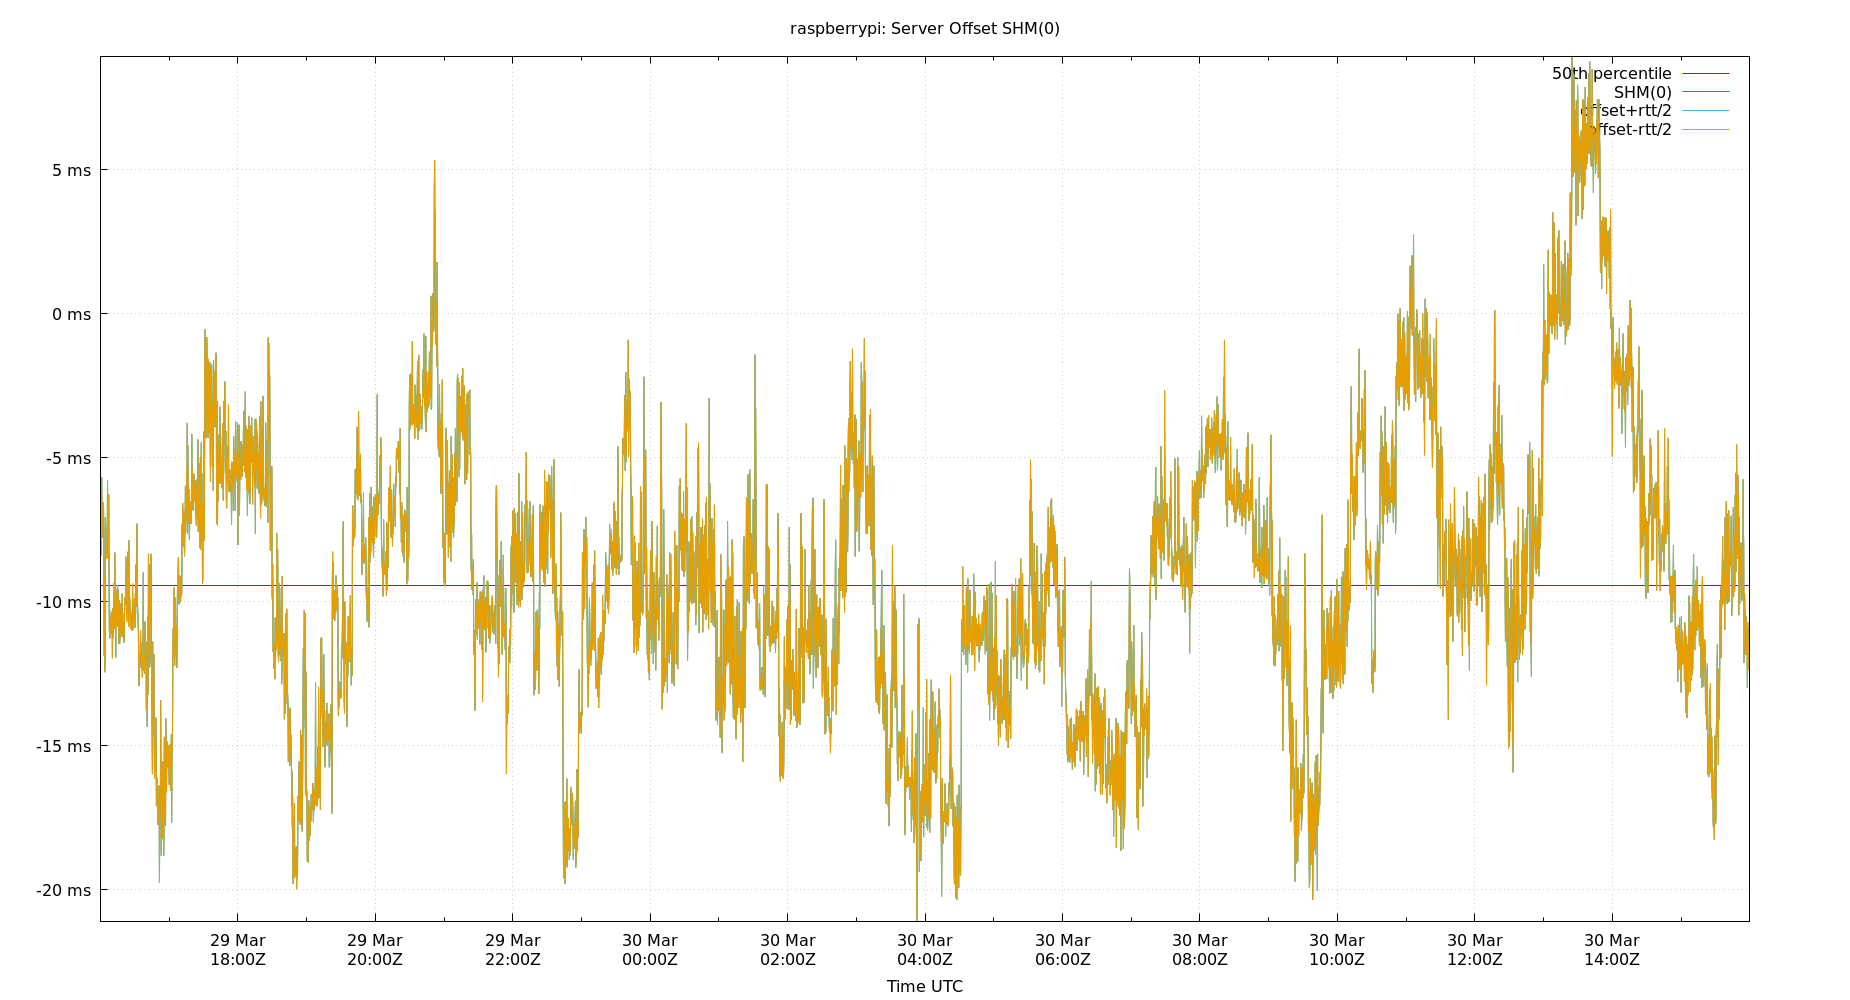 raspberrypi: Server Offset SHM(0)
50th percentile
SHM(0)
offset+rtt/2
offset-rtt/2
5 ms
0 ms
-5 ms
-10 ms
-15 ms
-20 ms
29 Mar 29 Mar 29 Mar 30 Mar 30 Mar 30 Mar 30 Mar 30 Mar 30 Mar 30 Mar 30 Mar
18:00Z 20:00Z 22:00Z 00:00Z 02:00Z 04:00Z 06:00Z 08:00Z 10:00Z 12:00Z 14:00Z
Time UTC